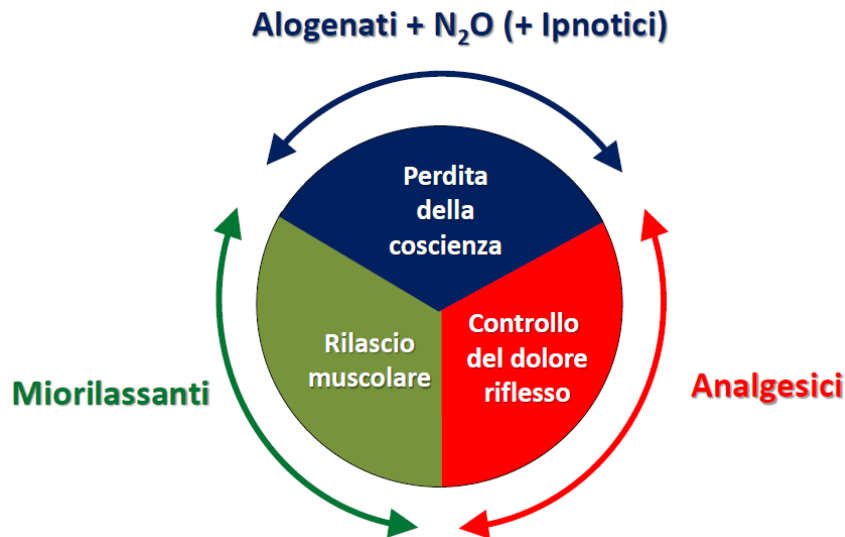 Alogenati + N₂O (+ Ipnotici)
Perdita
della
coscienza
Rilascio
muscolare
Controllo
del dolore
riflesso
Miorilassanti
Analgesici